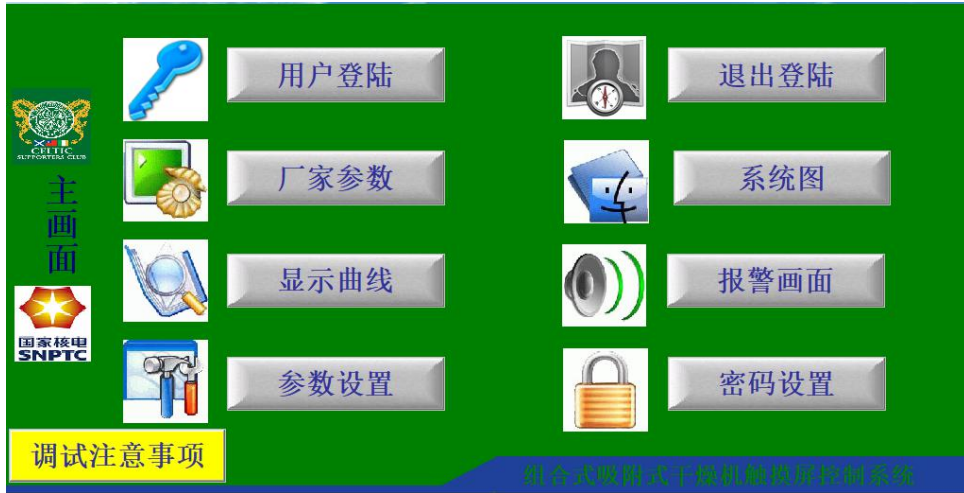 用户登陆
退出登陆
CELTIC
SUPPORTERS CLUB
厂家参数
系统图
主画面
显示曲线
报警画面
国家核电
SNPTC
参数设置
密码设置
调试注意事项
组合式吸附式干燥机触摸屏控制系统